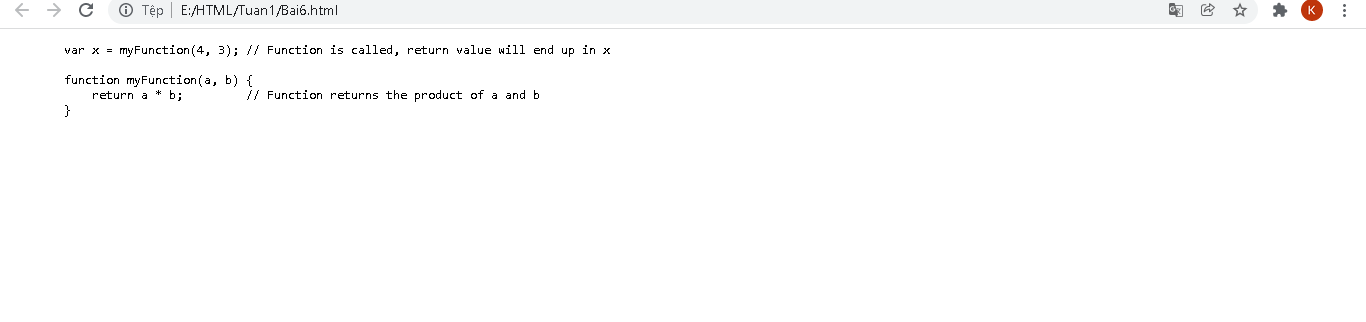 Tệp E:/HTML/Tuan1/Bai6.html
K
var x = myFunction(4, 3); // Function is called, return value will end up in x
function myFunction(a, b) {
    return a * b;         // Function returns the product of a and b
}